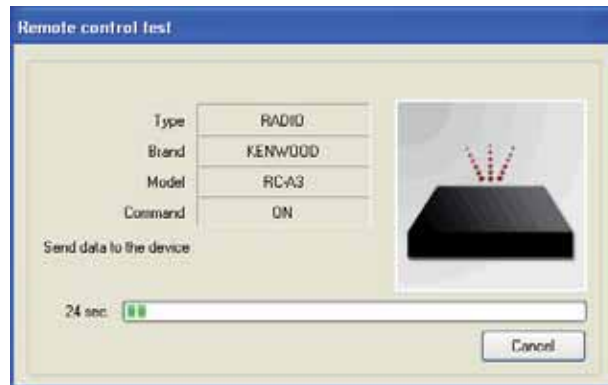 Remote control test
Type RADIO
Brand KENWOOD
Model RC-A3
Command ON
Send data to the device
24 sec.
Cancel